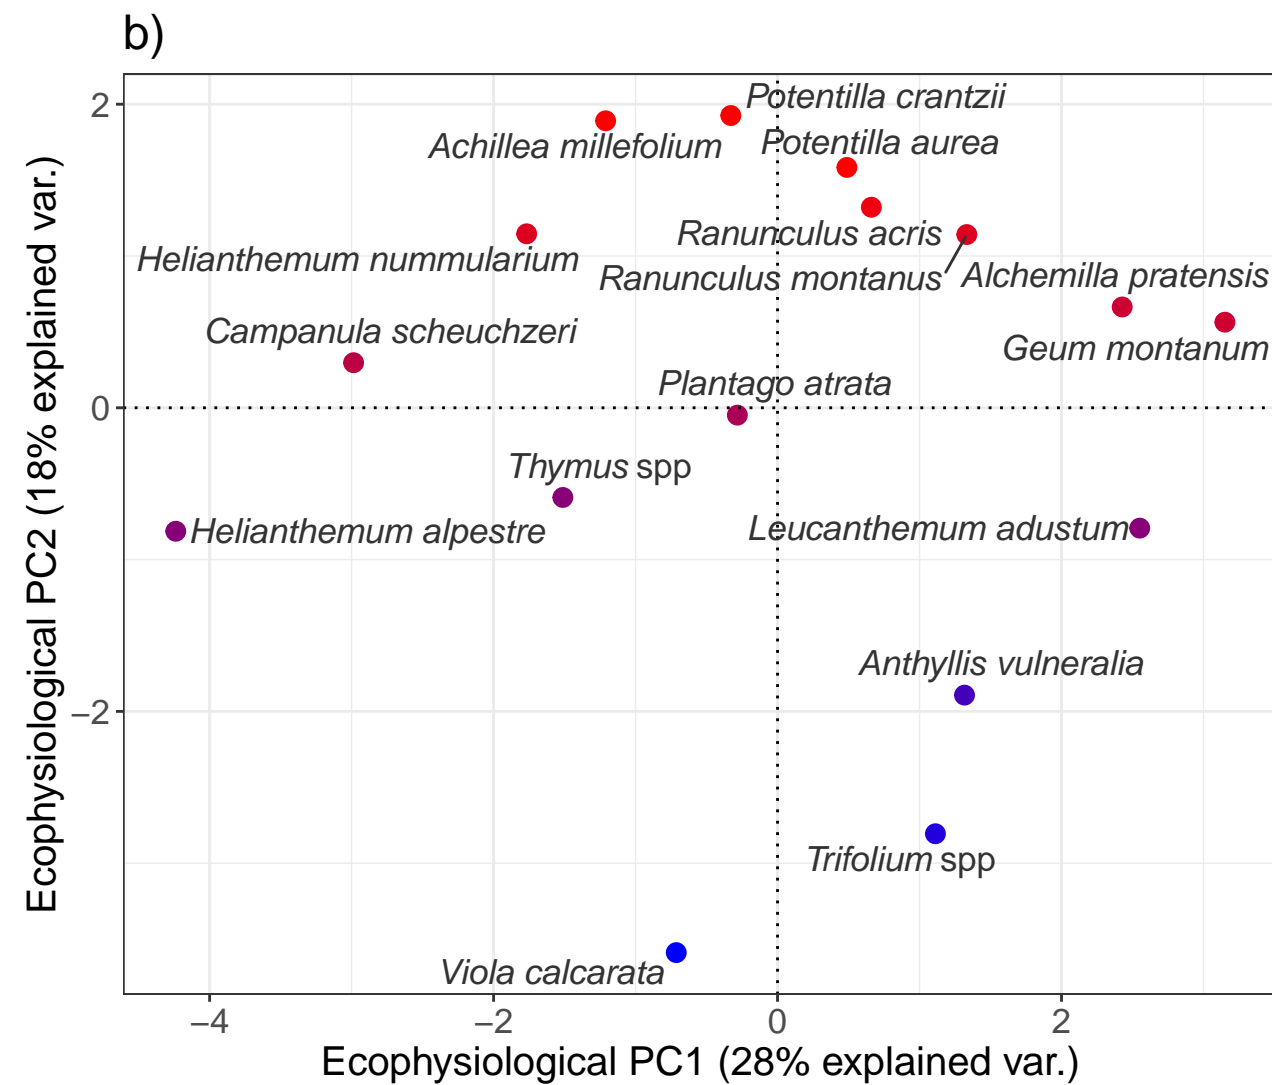 b)
Potentilla crantzii
Achillea millefolium
Potentilla aurea
Ranunculus acris
Helianthemum nummularium
Ranunculus montanus
Alchemilla pratensis
Campanula scheuchzeri
Geum montanum
Plantago atrata
Thymus spp
Helianthemum alpestre
Leucanthemum adustum
Anthyllis vulneralia
Trifolium spp
Viola calcarata
2
0
−2
Ecophysiological PC2 (18% explained var.)
−4 −2 0 2
Ecophysiological PC1 (28% explained var.)